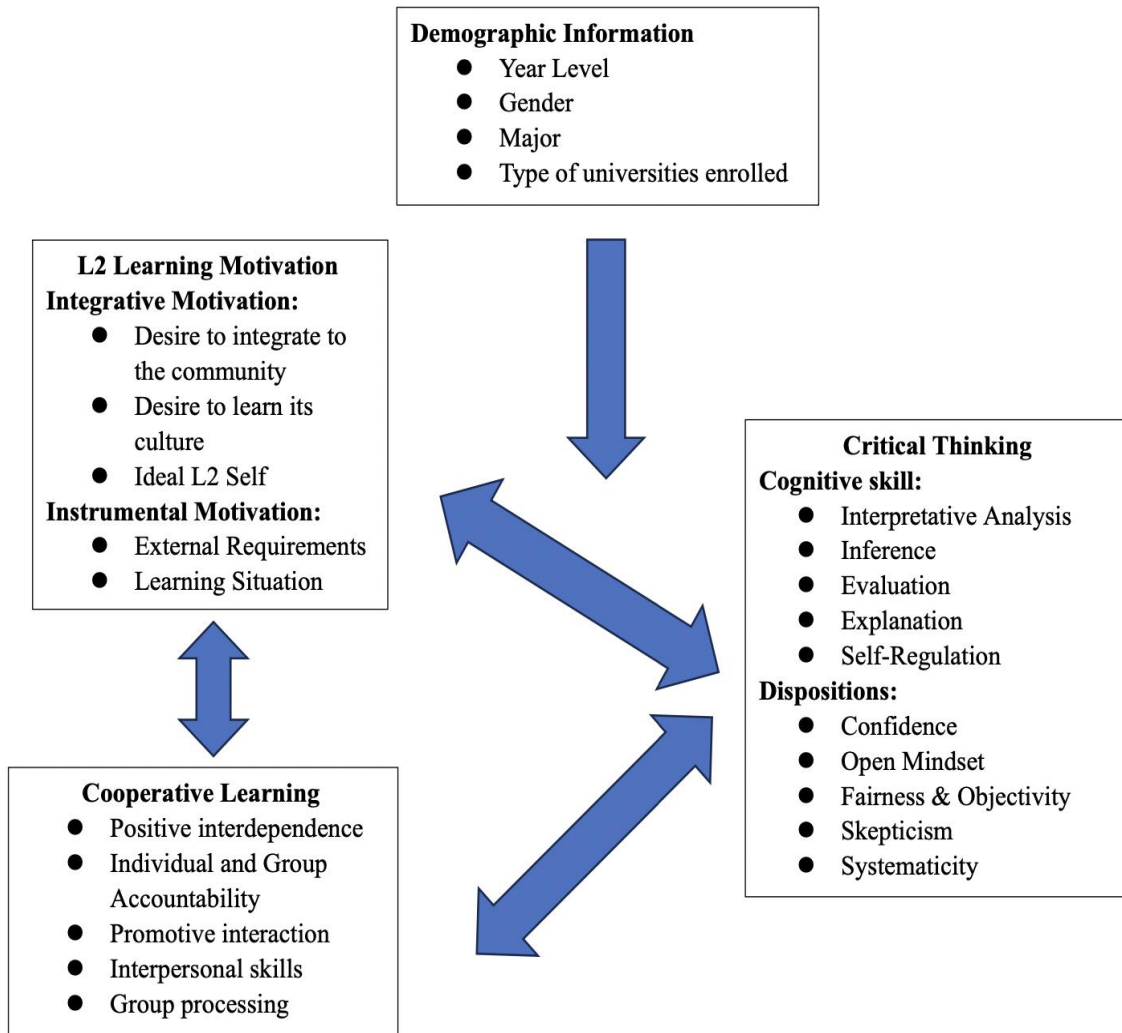 Demographic Information
● Year Level
● Gender
● Major
● Type of universities enrolled
L2 Learning Motivation
Integrative Motivation:
● Desire to integrate to
the community
● Desire to learn its
culture
● Ideal L2 Self
Instrumental Motivation:
● External Requirements
● Learning Situation
Critical Thinking
Cognitive skill:
● Interpretative Analysis
● Inference
● Evaluation
● Explanation
● Self-Regulation
Dispositions:
● Confidence
● Open Mindset
● Fairness & Objectivity
● Skepticism
● Systematicity
Cooperative Learning
● Positive interdependence
● Individual and Group
Accountability
● Promotive interaction
● Interpersonal skills
● Group processing